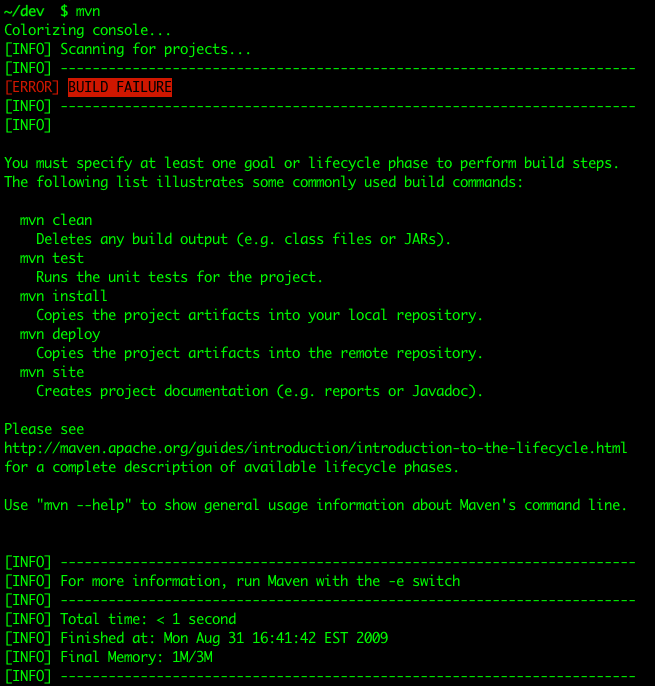 ~/dev  $ mvn
Colorizing console...
[INFO] Scanning for projects...
[INFO] ------------------------------------------------------------------------
[ERROR] BUILD FAILURE
[INFO] ------------------------------------------------------------------------
[INFO]
You must specify at least one goal or lifecycle phase to perform build steps.
The following list illustrates some commonly used build commands:
  mvn clean
    Deletes any build output (e.g. class files or JARs).
  mvn test
    Runs the unit tests for the project.
  mvn install
    Copies the project artifacts into your local repository.
  mvn deploy
    Copies the project artifacts into the remote repository.
  mvn site
    Creates project documentation (e.g. reports or Javadoc).
Please see
http://maven.apache.org/guides/introduction/introduction-to-the-lifecycle.html
for a complete description of available lifecycle phases.
Use "mvn --help" to show general usage information about Maven's command line.
[INFO] ------------------------------------------------------------------------
[INFO] For more information, run Maven with the -e switch
[INFO] ------------------------------------------------------------------------
[INFO] Total time: < 1 second
[INFO] Finished at: Mon Aug 31 16:41:42 EST 2009
[INFO] Final Memory: 1M/3M
[INFO] ------------------------------------------------------------------------